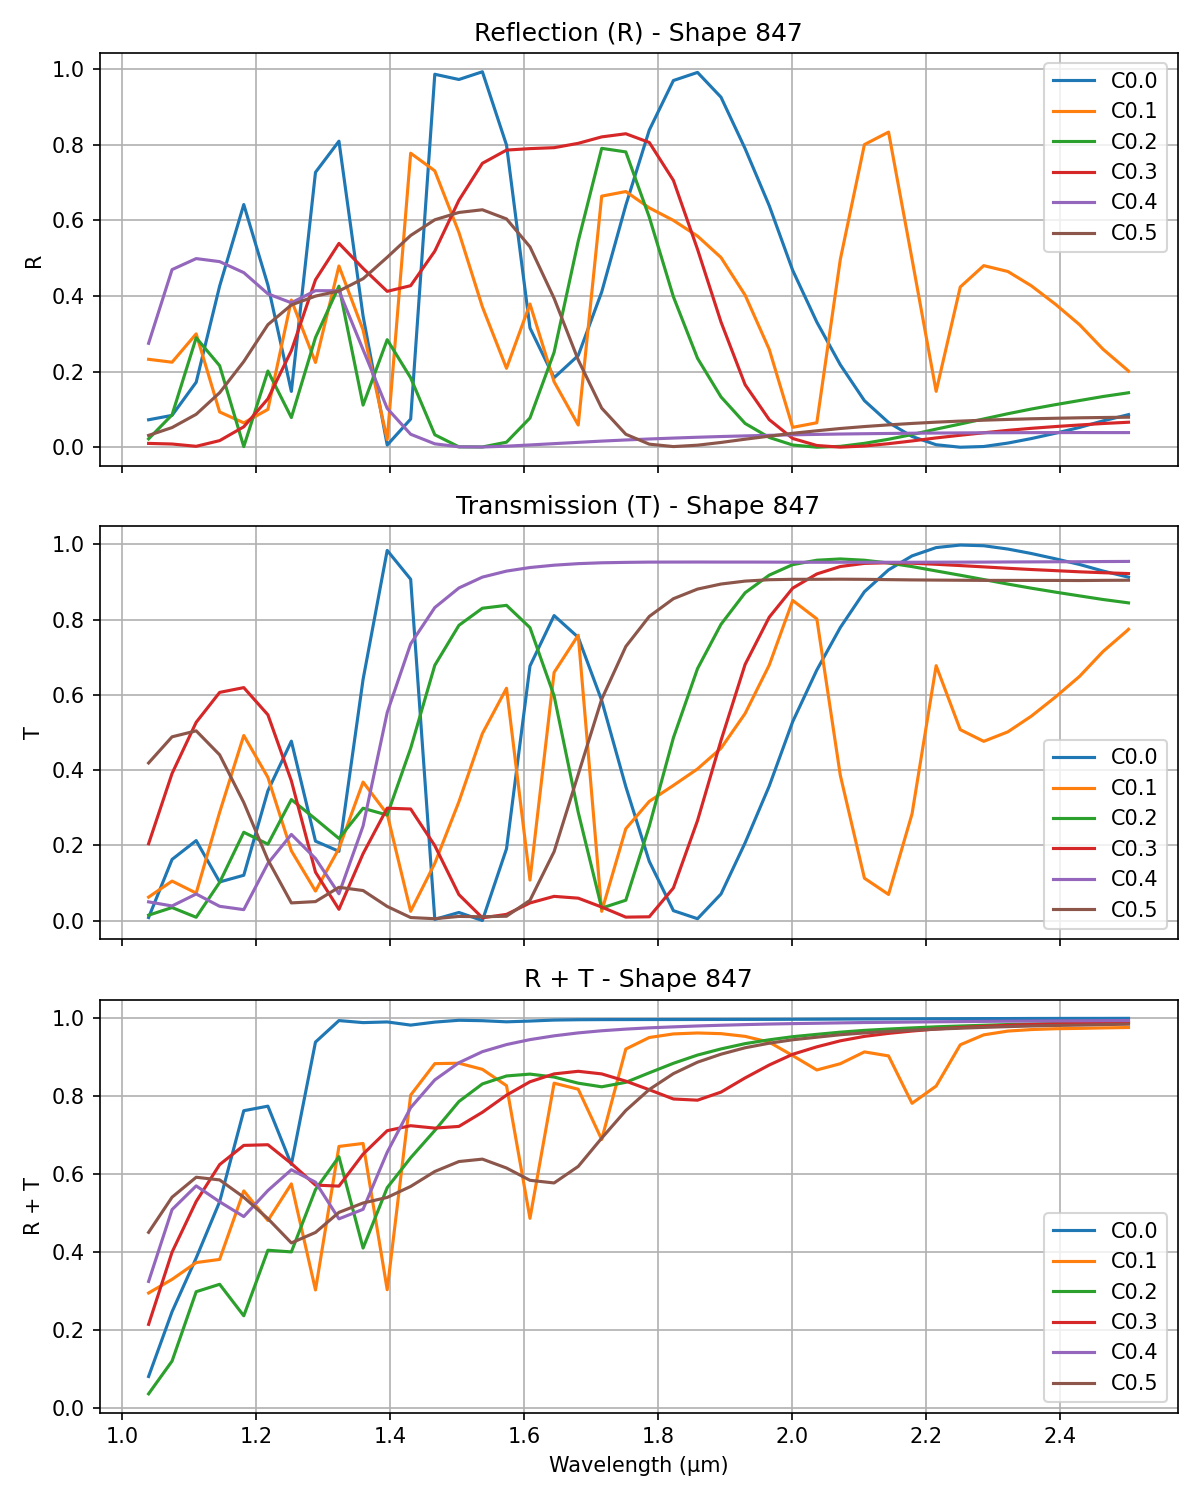 Reflection (R) - Shape 847
1.0
0.8
0.6
0.4
0.2
0.0
R
C0.0
C0.1
C0.2
C0.3
C0.4
C0.5
Transmission (T) - Shape 847
1.0
0.8
0.6
0.4
0.2
0.0
T
C0.0
C0.1
C0.2
C0.3
C0.4
C0.5
R + T - Shape 847
1.0
0.8
0.6
0.4
0.2
0.0
R + T
C0.0
C0.1
C0.2
C0.3
C0.4
C0.5
1.0 1.2 1.4 1.6 1.8 2.0 2.2 2.4
Wavelength (μm)